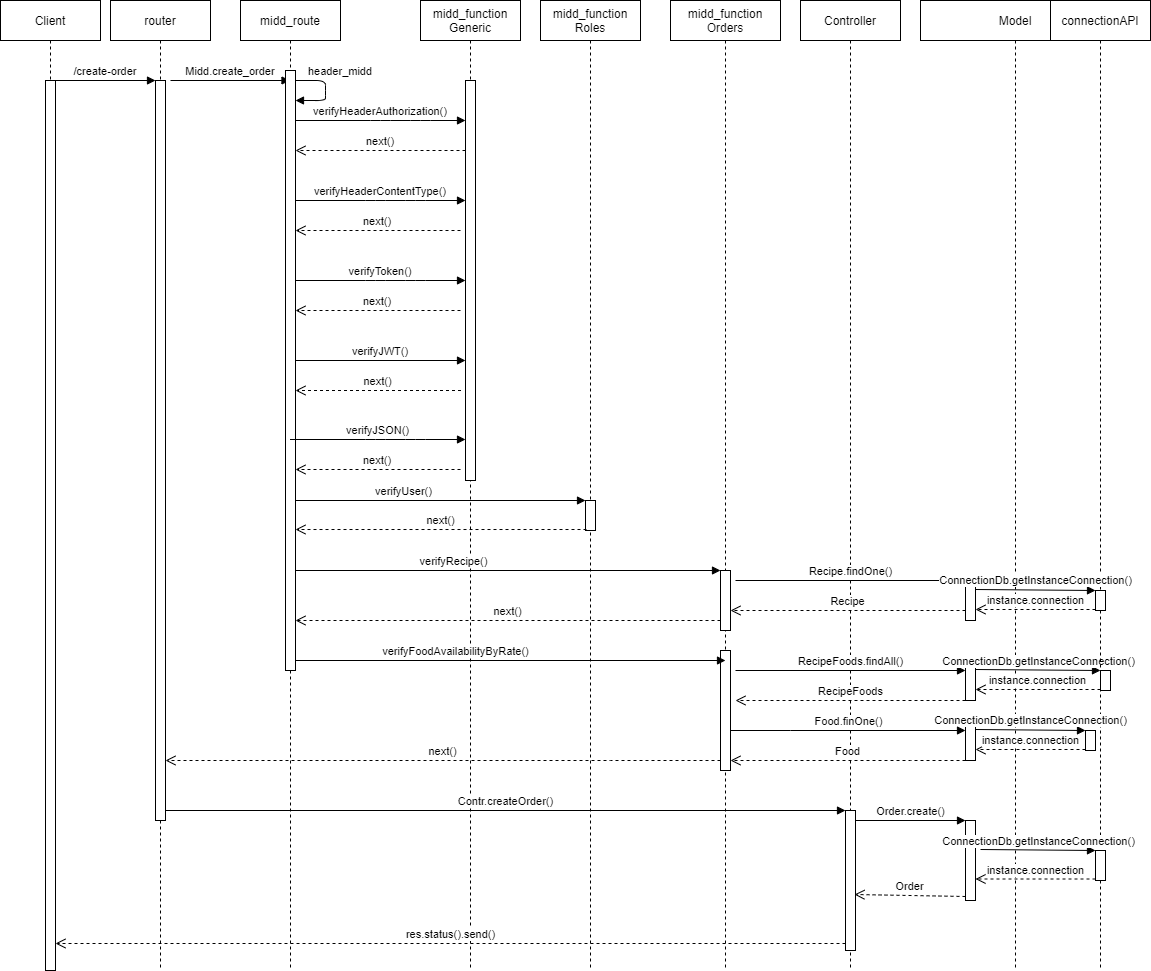 Client
router
midd_route
midd_function
Generic
midd_function
Roles
midd_function
Orders
Controller
Model
connectionAPI
/create-order
Midd.create_order
header_midd
verifyHeaderAuthorization()
next()
verifyHeaderContentType()
next()
verifyToken()
next()
verifyJWT()
next()
verifyJSON()
next()
verifyUser()
next()
verifyRecipe()
Recipe.findOne()
ConnectionDb.getInstanceConnection()
instance.connection
Recipe
next()
verifyFoodAvailabilityByRate()
RecipeFoods.findAll()
ConnectionDb.getInstanceConnection()
instance.connection
RecipeFoods
Food.finOne()
ConnectionDb.getInstanceConnection()
instance.connection
Food
next()
Contr.createOrder()
Order.create()
ConnectionDb.getInstanceConnection()
instance.connection
Order
res.status().send()